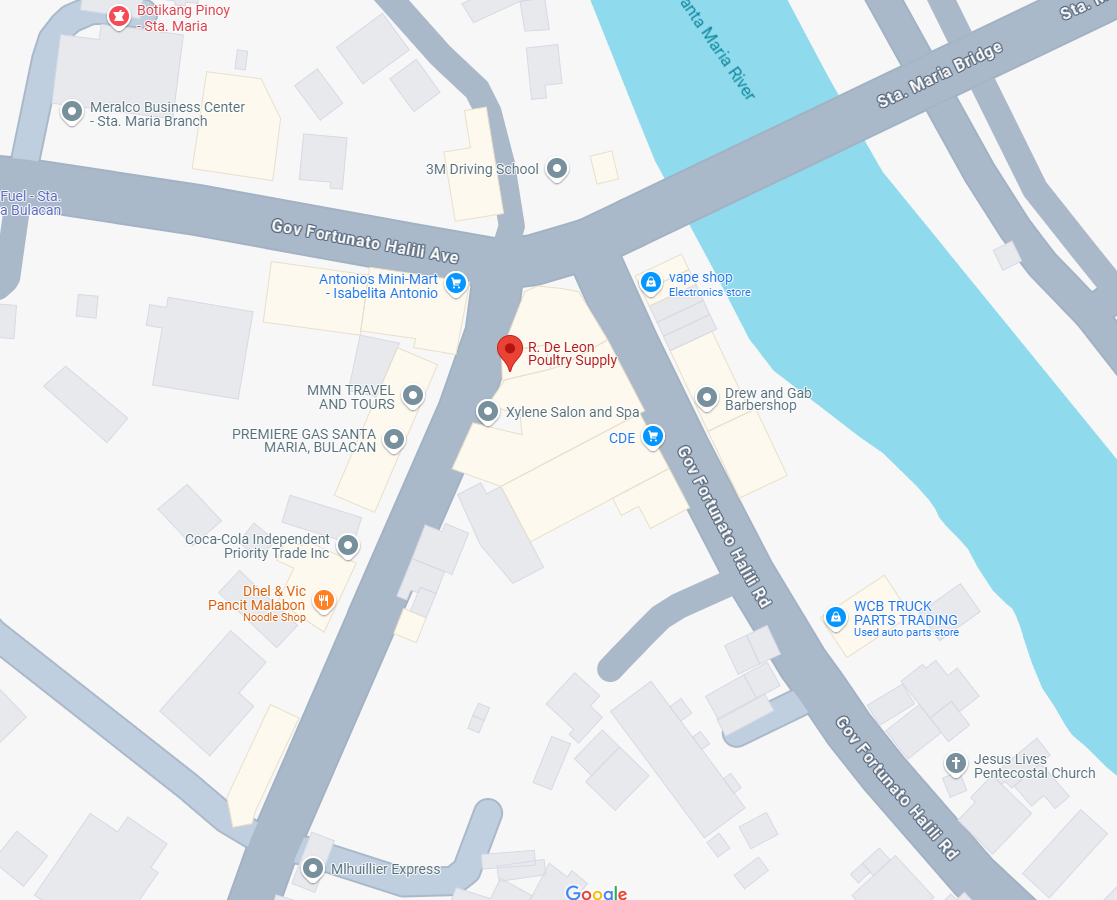 Botikang Pinoy
- Sta. Maria
Sta. M
anta Maria River
Sta. Maria Bridge
Meralco Business Center
- Sta. Maria Branch
3M Driving School
Fuel - Sta.
a Bulacan
Gov Fortunato Halili Ave
Antonios Mini-Mart
- Isabelita Antonio
vape shop
Electronics store
R. De Leon
Poultry Supply
MMN TRAVEL
AND TOURS
Xylene Salon and Spa
Drew and Gab
Barbershop
PREMIERE GAS SANTA
MARIA, BULACAN
CDE
Gov Fortunato Halili Rd
Coca-Cola Independent
Priority Trade Inc
Dhel & Vic
Pancit Malabon
Noodle Shop
WCB TRUCK
PARTS TRADING
Used auto parts store
Gov Fortunato Halili Rd
Jesus Lives
Pentecostal Church
Mlhuillier Express
Google